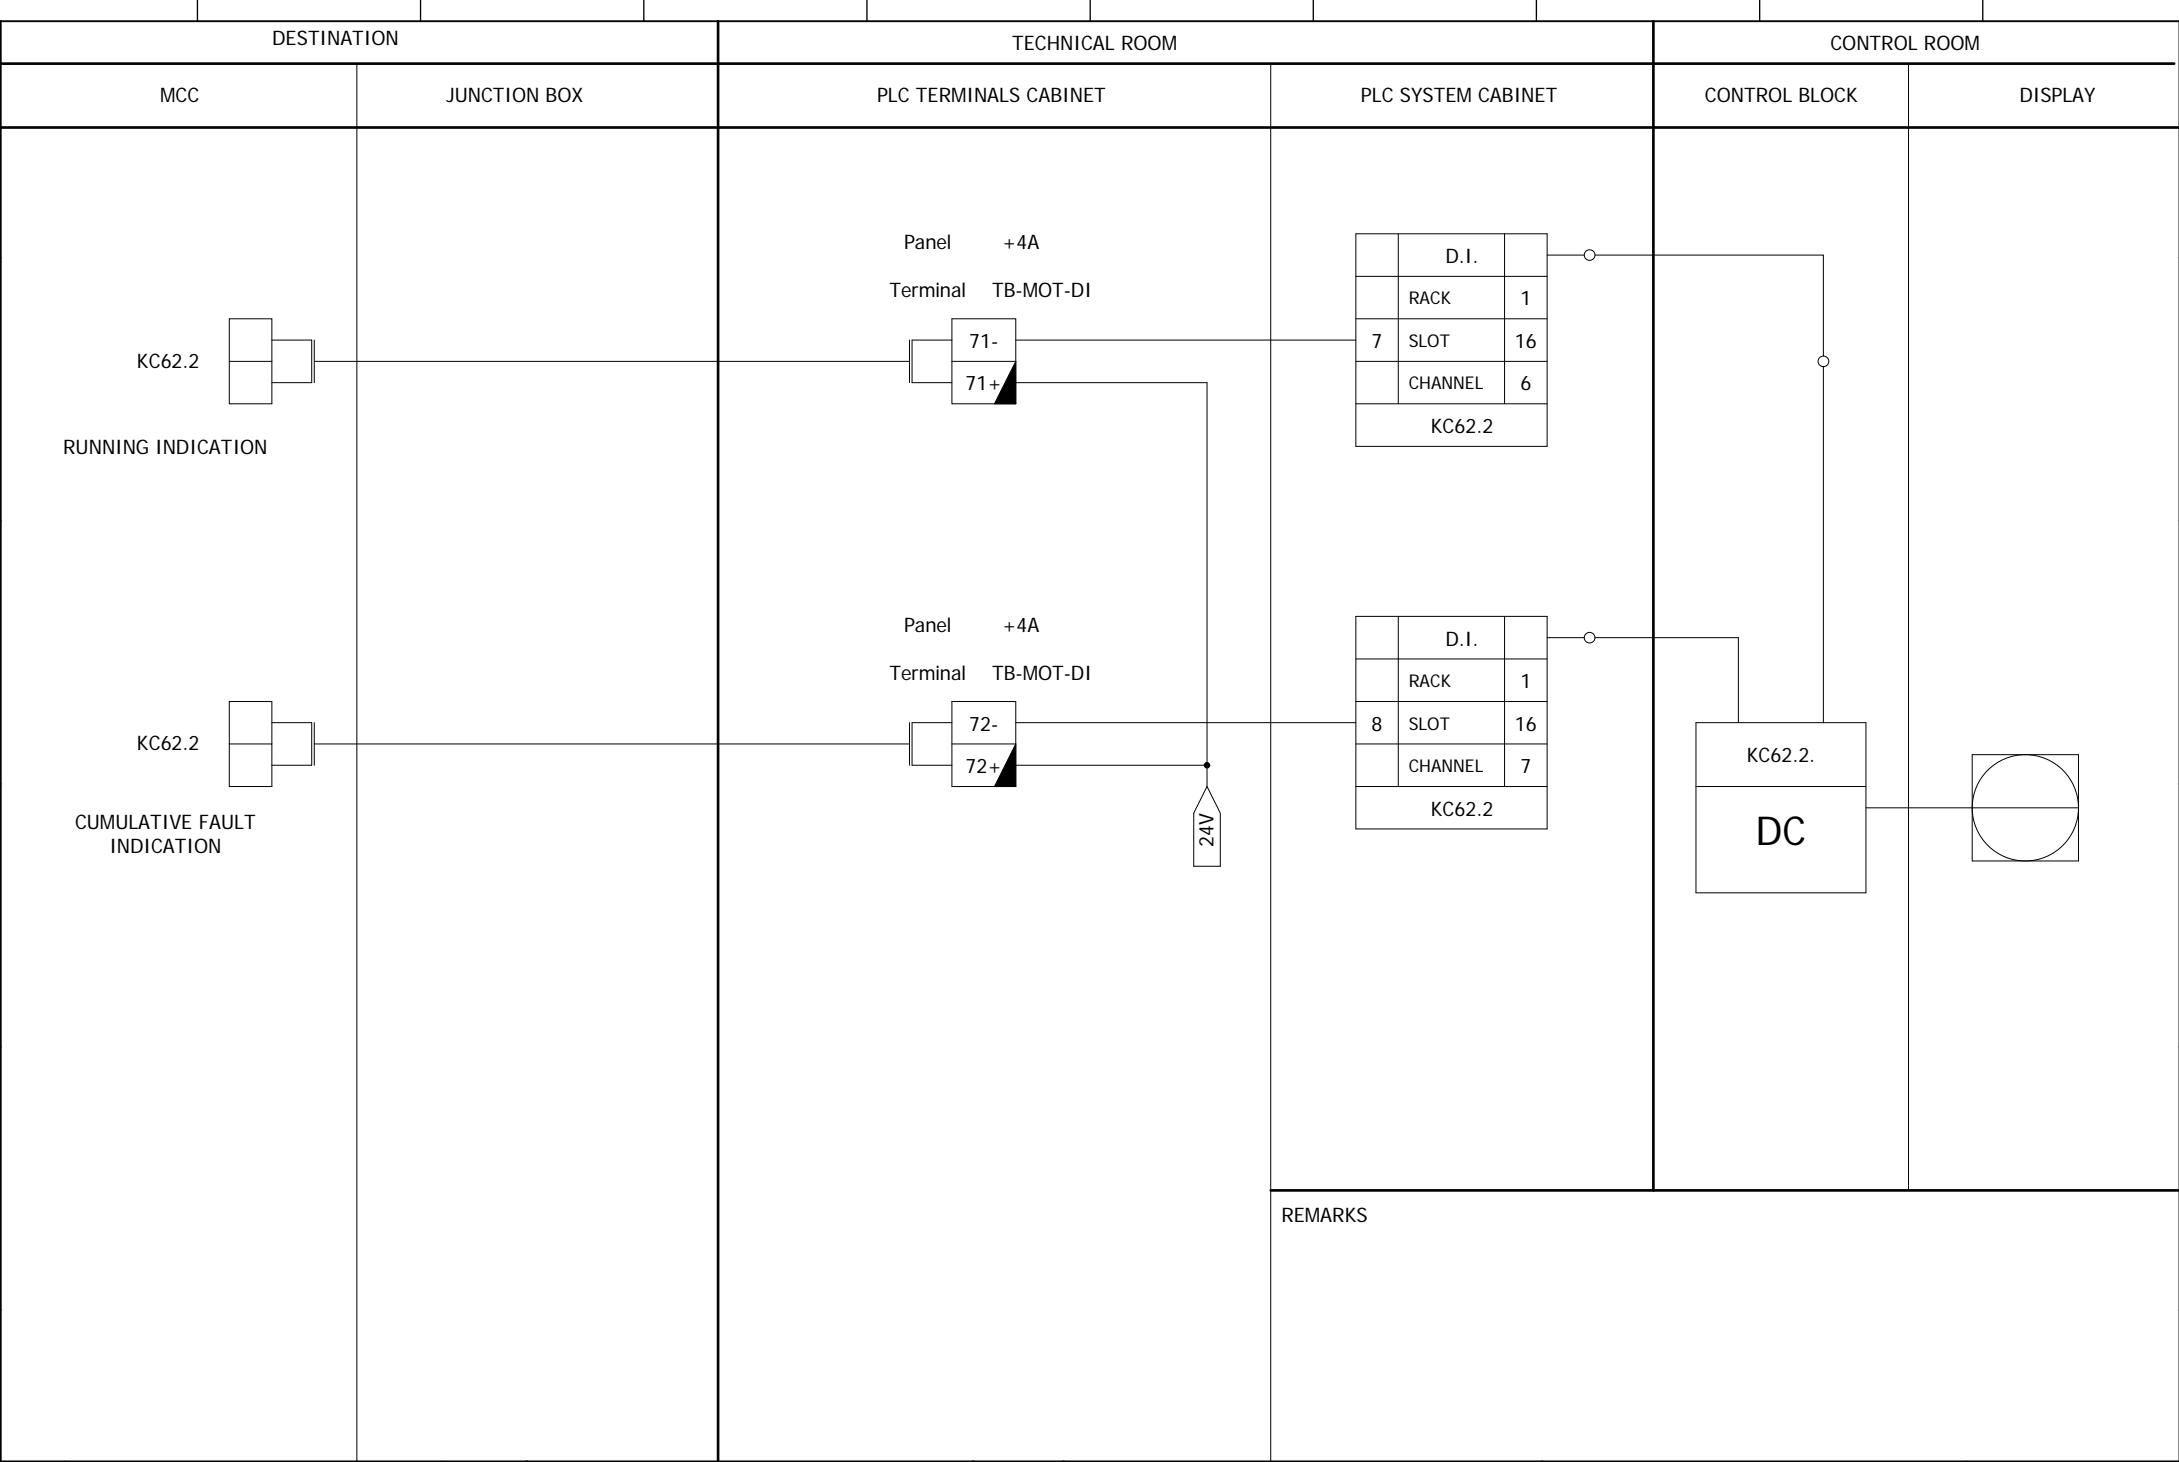 DESTINATION
TECHNICAL ROOM
CONTROL ROOM
MCC
JUNCTION BOX
PLC TERMINALS CABINET
PLC SYSTEM CABINET
CONTROL BLOCK
DISPLAY
KC62.2
RUNNING INDICATION
Panel +4A
Terminal TB-MOT-DI
71-
71+
D.I.
RACK 1
7 SLOT 16
CHANNEL 6
KC62.2
KC62.2
CUMULATIVE FAULT
INDICATION
Panel +4A
Terminal TB-MOT-DI
72-
72+
24V
D.I.
RACK 1
8 SLOT 16
CHANNEL 7
KC62.2
KC62.2.
DC
REMARKS